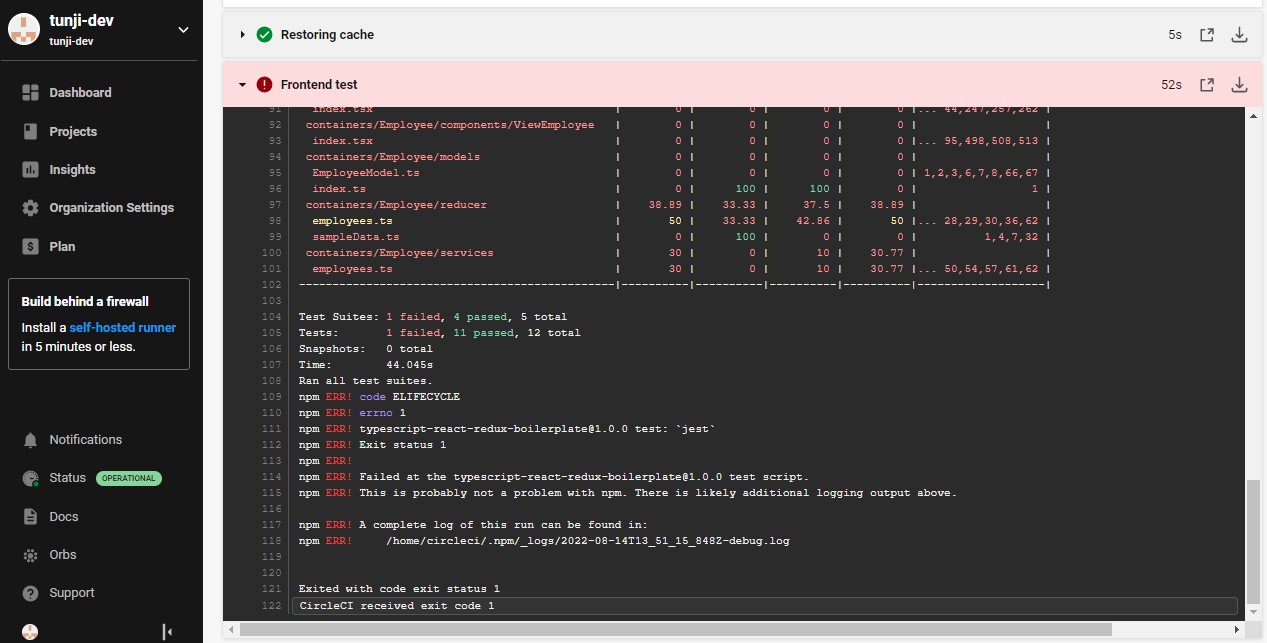 tunji-dev
tunji-dev
Dashboard
Projects
Insights
Organization Settings
Plan
Build behind a firewall
Install a self-hosted runner
in 5 minutes or less.
Notifications
Status OPERATIONAL
Docs
Orbs
Support
Restoring cache 5s
Frontend test 52s
91 index.tsx | 0 | 0 | 0 | 0 |... 44,247,257,262 |
92 containers/Employee/components/ViewEmployee | 0 | 0 | 0 | 0 | |
93 index.tsx | 0 | 0 | 0 | 0 |... 95,498,508,513 |
94 containers/Employee/models | 0 | 0 | 0 | 0 | |
95 EmployeeModel.ts | 0 | 0 | 0 | 0 | 1,2,3,6,7,8,66,67 |
96 index.ts | 0 | 100 | 100 | 0 | 1 |
97 containers/Employee/reducer | 38.89 | 33.33 | 37.5 | 38.89 | |
98 employees.ts | 50 | 33.33 | 42.86 | 50 |... 28,29,30,36,62 |
99 sampleData.ts | 0 | 100 | 0 | 0 | 1,4,7,32 |
100 containers/Employee/services | 30 | 0 | 10 | 30.77 | |
101 employees.ts | 30 | 0 | 10 | 30.77 |... 50,54,57,61,62 |
102 -----------------------------------------------|----------|----------|----------|----------|-------------------|
103
104 Test Suites: 1 failed, 4 passed, 5 total
105 Tests: 1 failed, 11 passed, 12 total
106 Snapshots: 0 total
107 Time: 44.045s
108 Ran all test suites.
109 npm ERR! code ELIFECYCLE
110 npm ERR! errno 1
111 npm ERR! typescript-react-redux-boilerplate@1.0.0 test: `jest`
112 npm ERR! Exit status 1
113 npm ERR!
114 npm ERR! Failed at the typescript-react-redux-boilerplate@1.0.0 test script.
115 npm ERR! This is probably not a problem with npm. There is likely additional logging output above.
116
117 npm ERR! A complete log of this run can be found in:
118 npm ERR! /home/circleci/.npm/_logs/2022-08-14T13_51_15_848Z-debug.log
119
120
121 Exited with code exit status 1
122 CircleCI received exit code 1